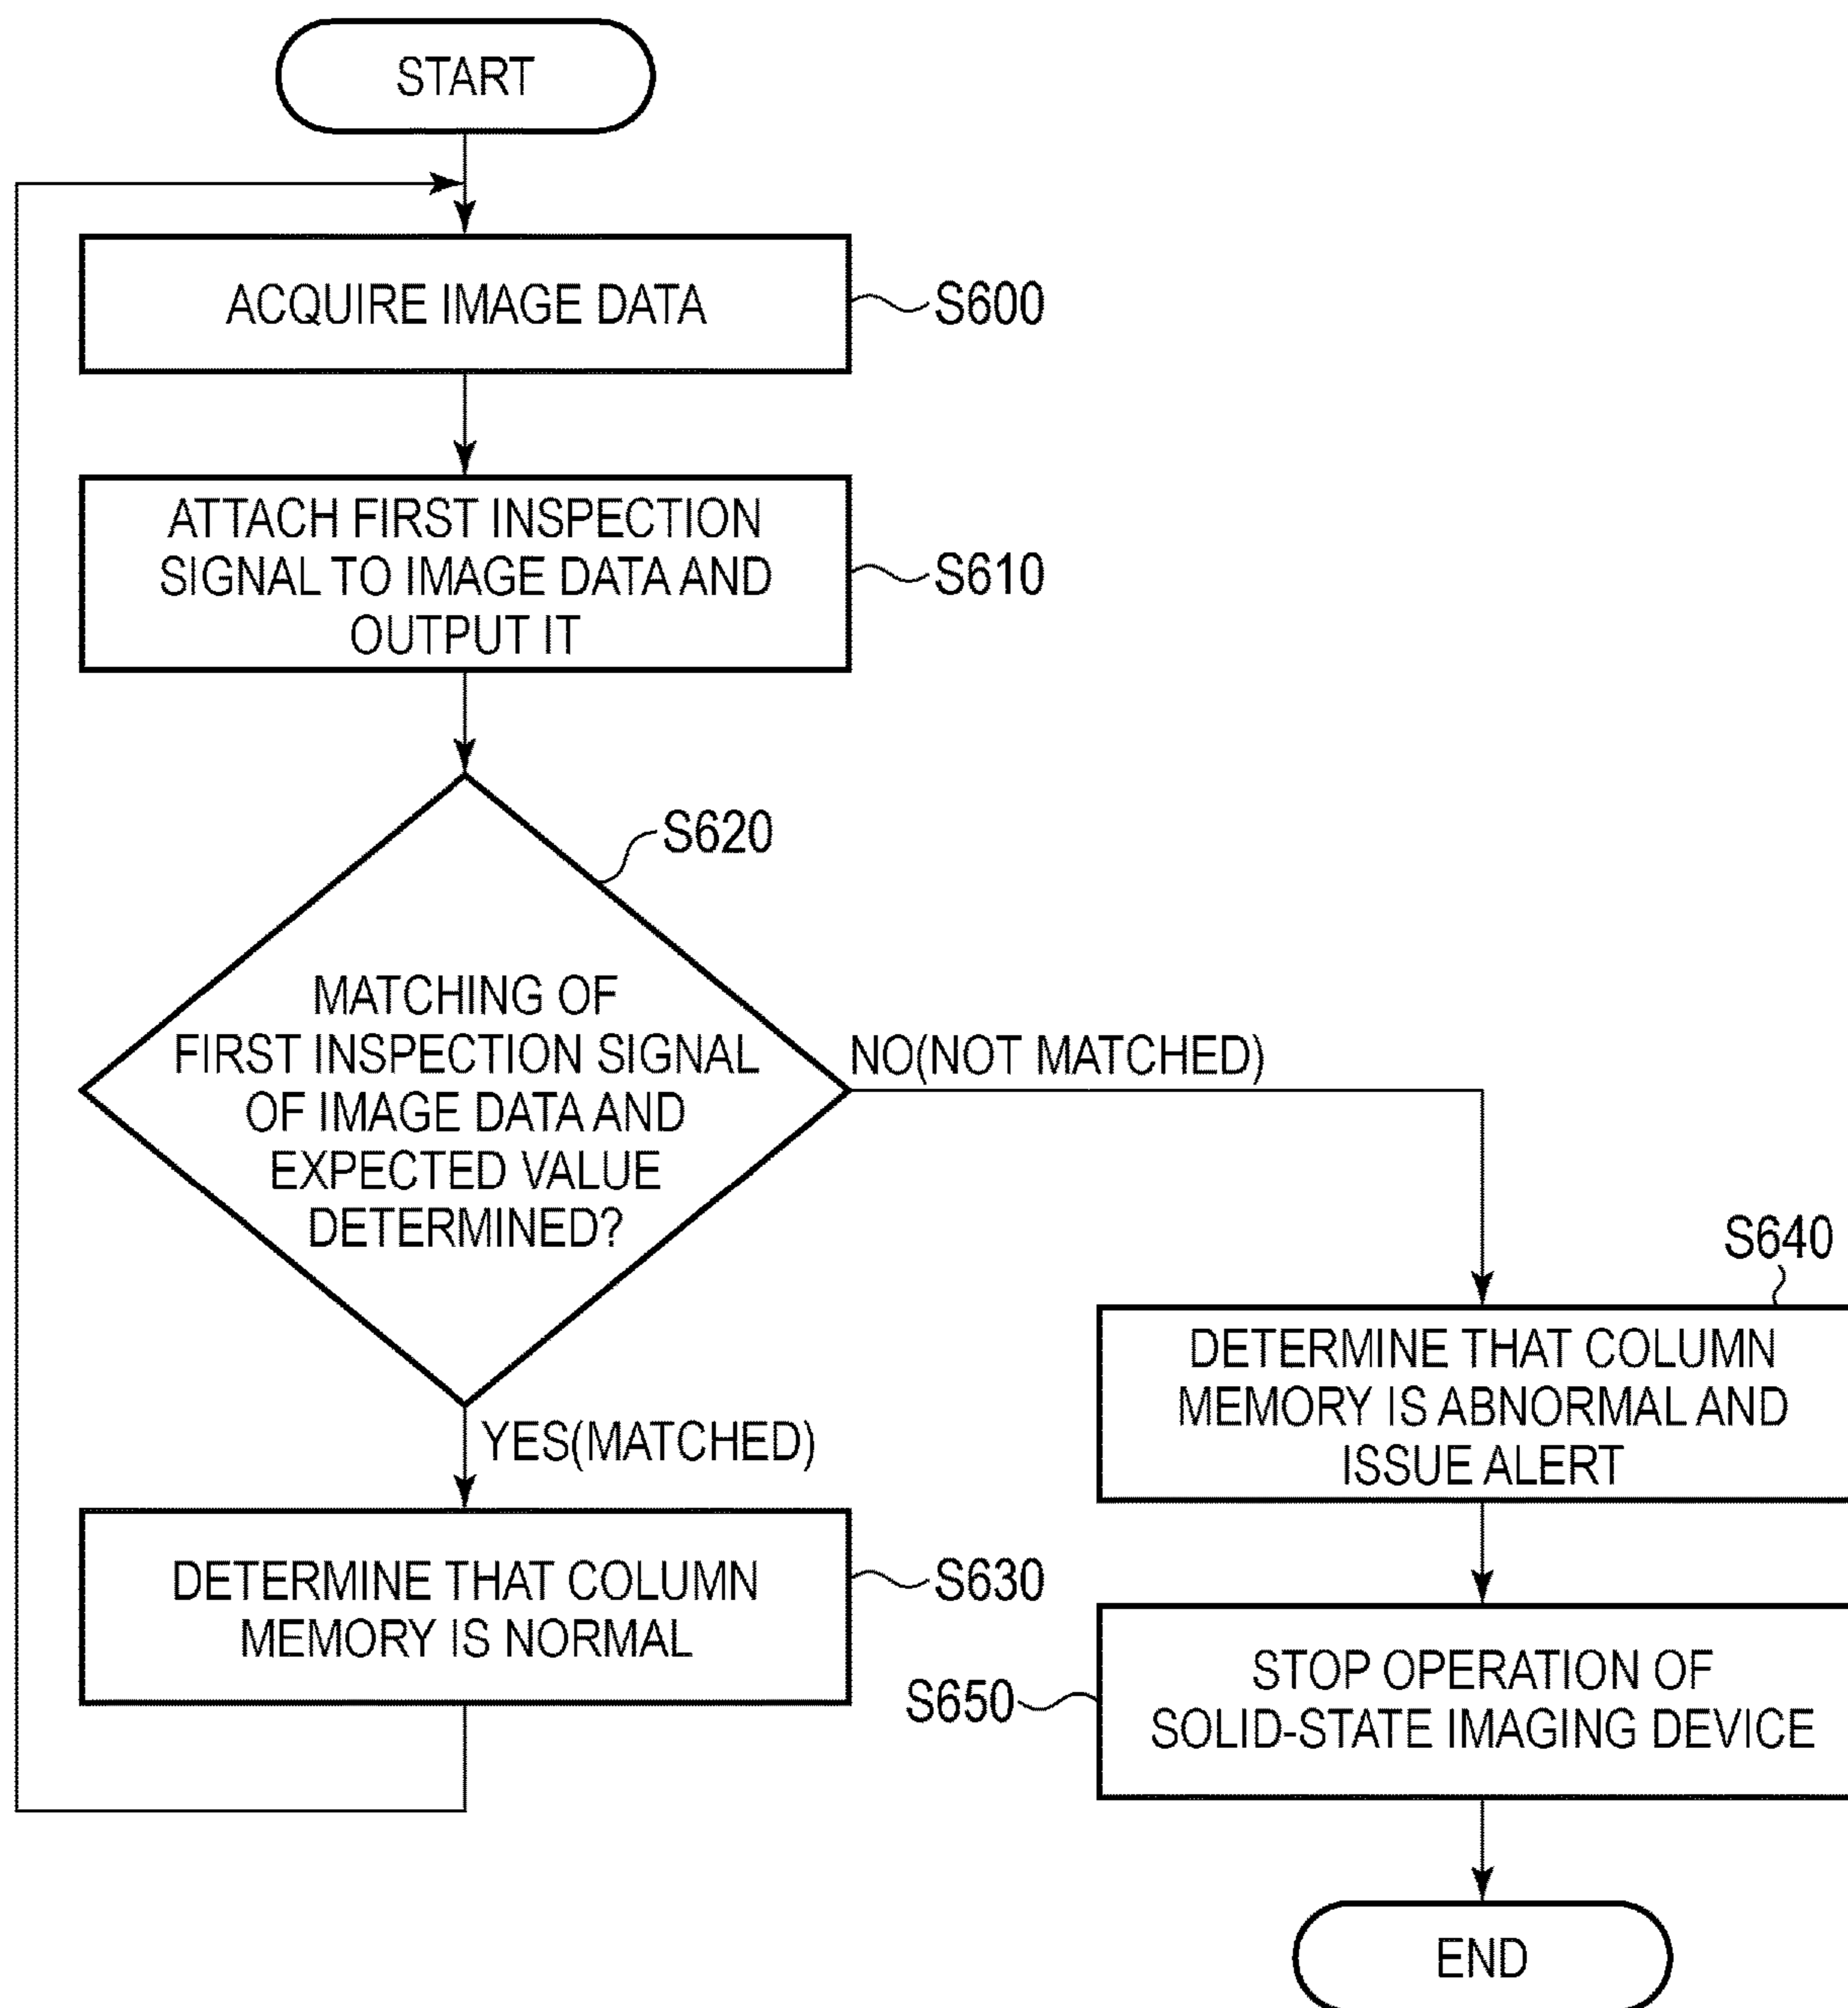 START
ACQUIRE IMAGE DATA
S600
ATTACH FIRST INSPECTION
SIGNAL TO IMAGE DATA AND
OUTPUT IT
S610
S620
MATCHING OF
FIRST INSPECTION SIGNAL
OF IMAGE DATA AND
EXPECTED VALUE
DETERMINED?
NO(NOT MATCHED)
YES(MATCHED)
DETERMINE THAT COLUMN
MEMORY IS NORMAL
S630
S640
DETERMINE THAT COLUMN
MEMORY IS ABNORMAL AND
ISSUE ALERT
S650
STOP OPERATION OF
SOLID-STATE IMAGING DEVICE
END